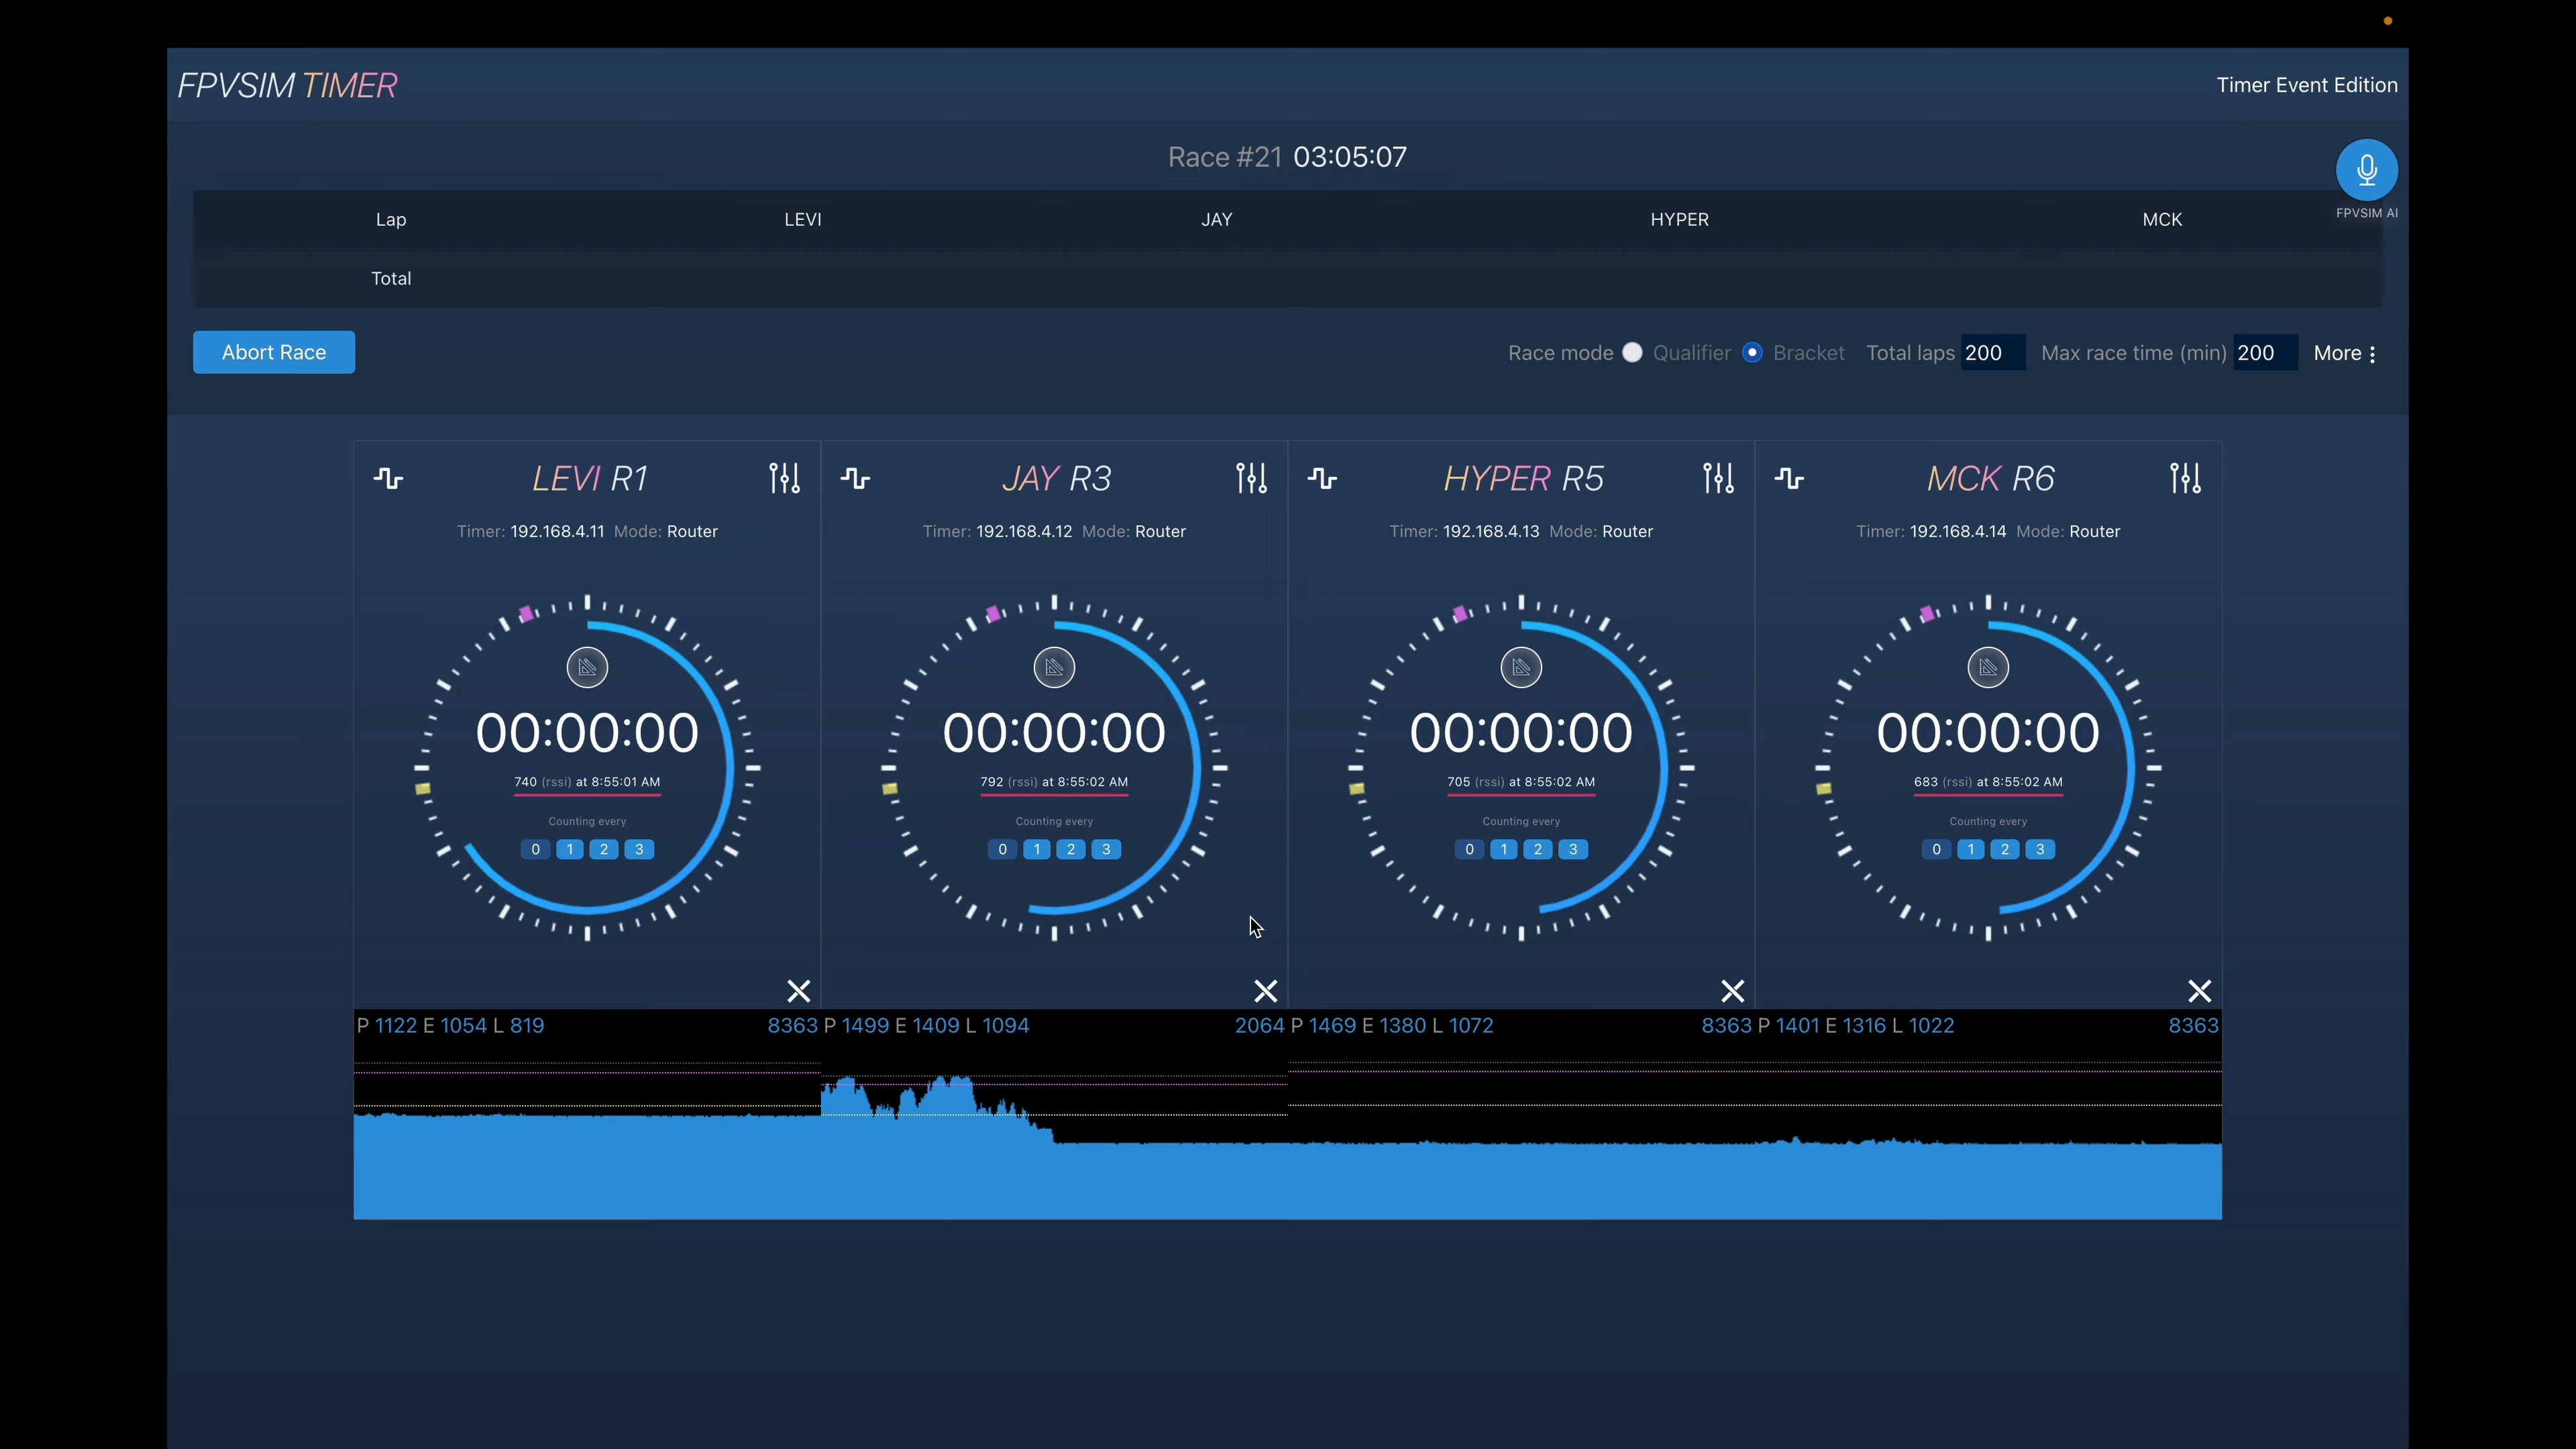 FPVSIM TIMER
Timer Event Edition
Race #21 03:05:07
FPVSIM AI
Lap LEVI JAY HYPER MCK
Total
Abort Race
Race mode Qualifier Bracket Total laps 200 Max race time (min) 200 More
LEVI R1
Timer: 192.168.4.11 Mode: Router
00:00:00
740 (rssi) at 8:55:01 AM
Counting every
0 1 2 3
P 1122 E 1054 L 819 8363
JAY R3
Timer: 192.168.4.12 Mode: Router
00:00:00
792 (rssi) at 8:55:02 AM
Counting every
0 1 2 3
P 1499 E 1409 L 1094 2064
HYPER R5
Timer: 192.168.4.13 Mode: Router
00:00:00
705 (rssi) at 8:55:02 AM
Counting every
0 1 2 3
P 1469 E 1380 L 1072 8363
MCK R6
Timer: 192.168.4.14 Mode: Router
00:00:00
683 (rssi) at 8:55:02 AM
Counting every
0 1 2 3
P 1401 E 1316 L 1022 8363